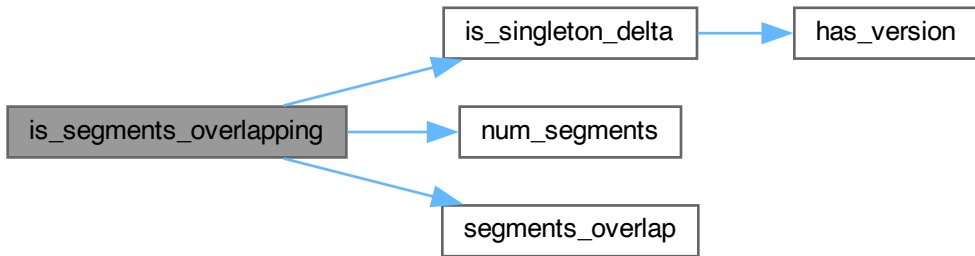 is_singleton_delta
has_version
is_segments_overlapping
num_segments
segments_overlap